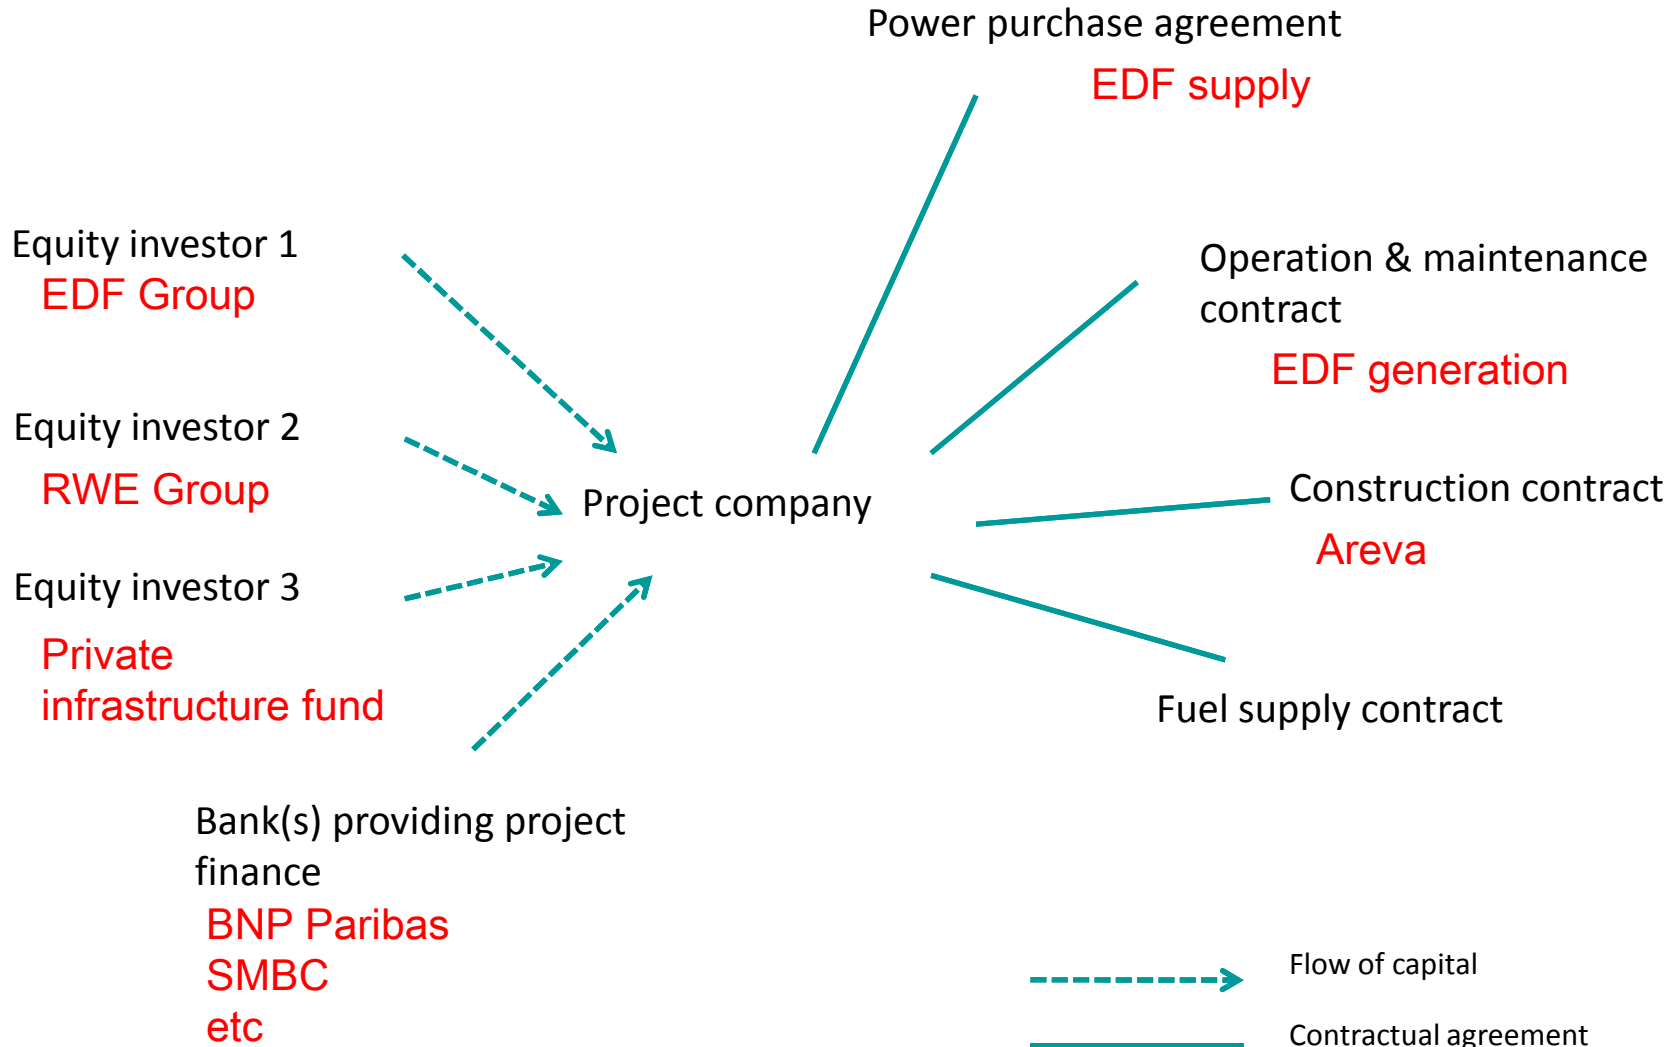 Power purchase agreement
EDF supply
Equity investor 1
EDF Group
Operation & maintenance
contract
EDF generation
Equity investor 2
RWE Group
Project company
Construction contract
Areva
Equity investor 3
Private
infrastructure fund
Fuel supply contract
Bank(s) providing project
finance
BNP Paribas
SMBC
etc
Flow of capital
Contractual agreement